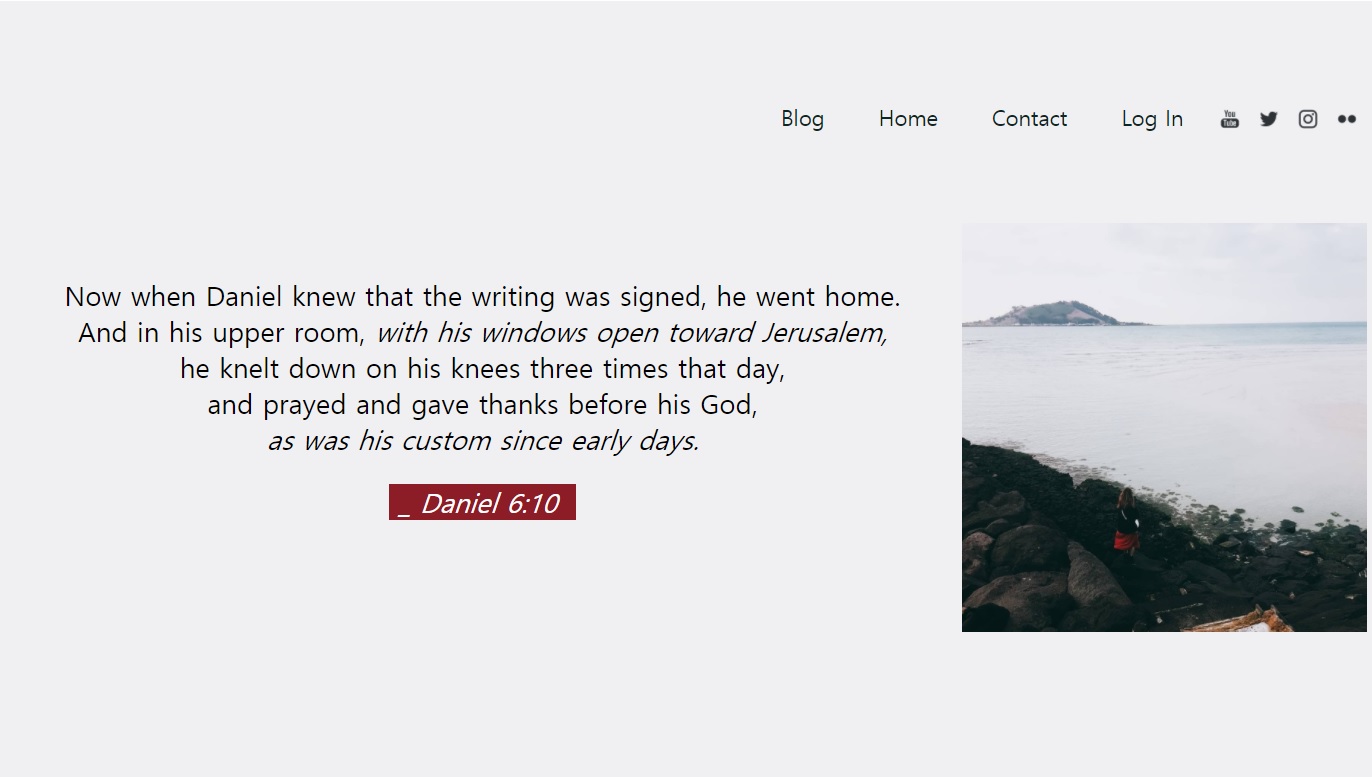 Blog Home Contact Log In You Tube
Now when Daniel knew that the writing was signed, he went home.
And in his upper room, with his windows open toward Jerusalem,
he knelt down on his knees three times that day,
and prayed and gave thanks before his God,
as was his custom since early days.
_ Daniel 6:10